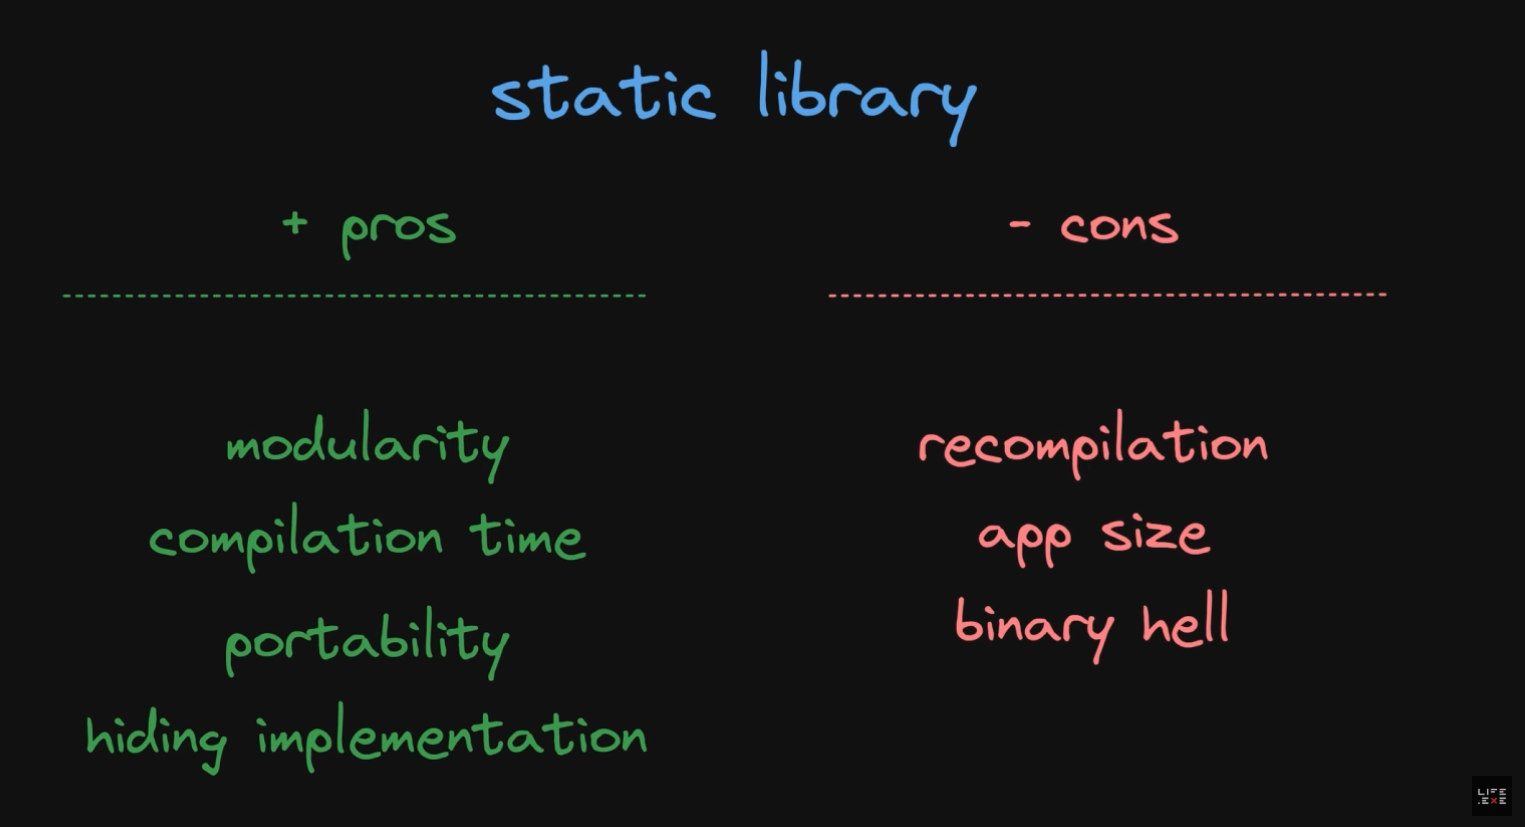 static library
+ pros
- cons
modularity
compilation time
portability
hiding implementation
recompilation
app size
binary hell
LIFE
.EXE